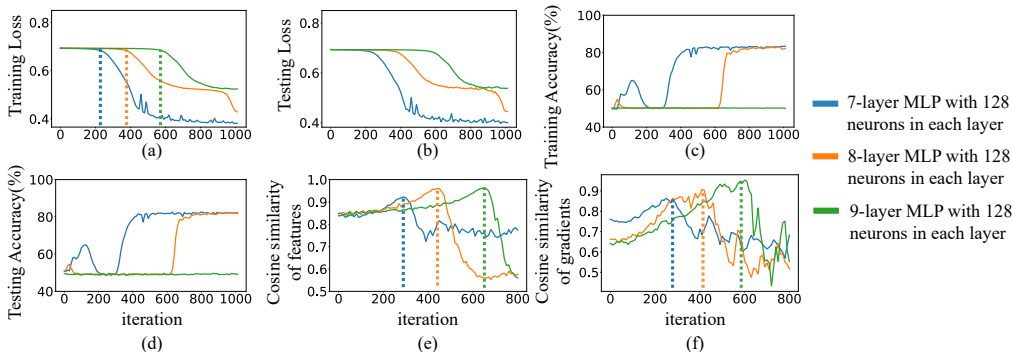 Training Loss
0.8
0.6
0.4
0 200 400 600 800 1000
(a)
Testing Loss
0.8
0.6
0.4
0 200 400 600 800 1000
(b)
Training Accuracy(%)
100
80
60
40
0 200 400 600 800 1000
(c)
7-layer MLP with 128
neurons in each layer
8-layer MLP with 128
neurons in each layer
9-layer MLP with 128
neurons in each layer
Testing Accuracy(%)
100
80
60
40
0 200 400 600 800 1000
iteration
(d)
Cosine similarity
of features
1.0
0.9
0.8
0.7
0.6
0.5
0 200 400 600 800
iteration
(e)
Cosine similarity
of gradients
0.9
0.8
0.7
0.6
0.5
0 200 400 600 800
iteration
(f)